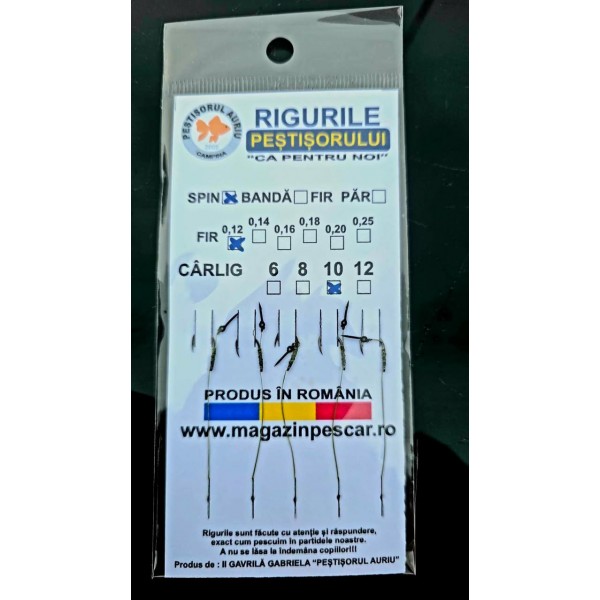 PEȘTIȘORUL AURIU
CAMPINA
RIGURILE
PEȘTIȘORULUI
"CA PENTRU NOI"
SPIN BANDĂ FIR PĂR
FIR 0,12 0,14 0,16 0,18 0,20 0,25
CÂRLIG 6 8 10 12
PRODUS ÎN ROMÂNIA
www.magazinpescar.ro
Rigurile sunt făcute cu atenție și răspundere,
exact cum pescuim în partidele noastre.
A nu se lăsa la îndemâna copiilor!!!
Produs de : II GAVRILĂ GABRIELA "PEȘTIȘORUL AURIU"